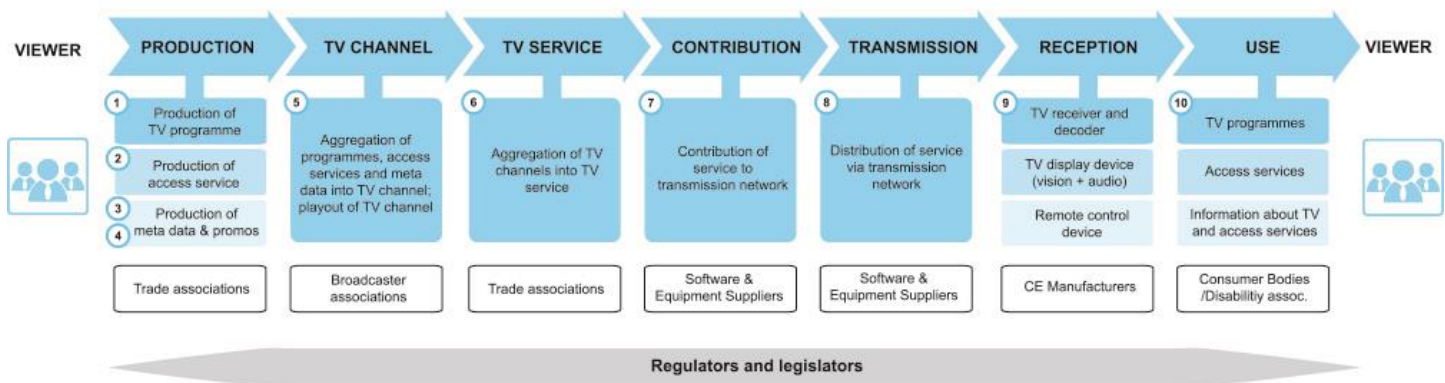 VIEWER
PRODUCTION
TV CHANNEL
TV SERVICE
CONTRIBUTION
TRANSMISSION
RECEPTION
USE
VIEWER
1
Production of
TV programme
2
Production of
access service
3
4
Production of
meta data & promos
5
Aggregation of
programmes, access
services and meta
data into TV channel;
playout of TV channel
6
Aggregation of TV
channels into TV
service
7
Contribution of
service to
transmission network
8
Distribution of service
via transmission
network
9
TV receiver and
decoder
TV display device
(vision + audio)
Remote control
device
10
TV programmes
Access services
Information about TV
and access services
Trade associations
Broadcaster
associations
Trade associations
Software &
Equipment Suppliers
Software &
Equipment Suppliers
CE Manufacturers
Consumer Bodies
/Disabilitiy assoc.
Regulators and legislators